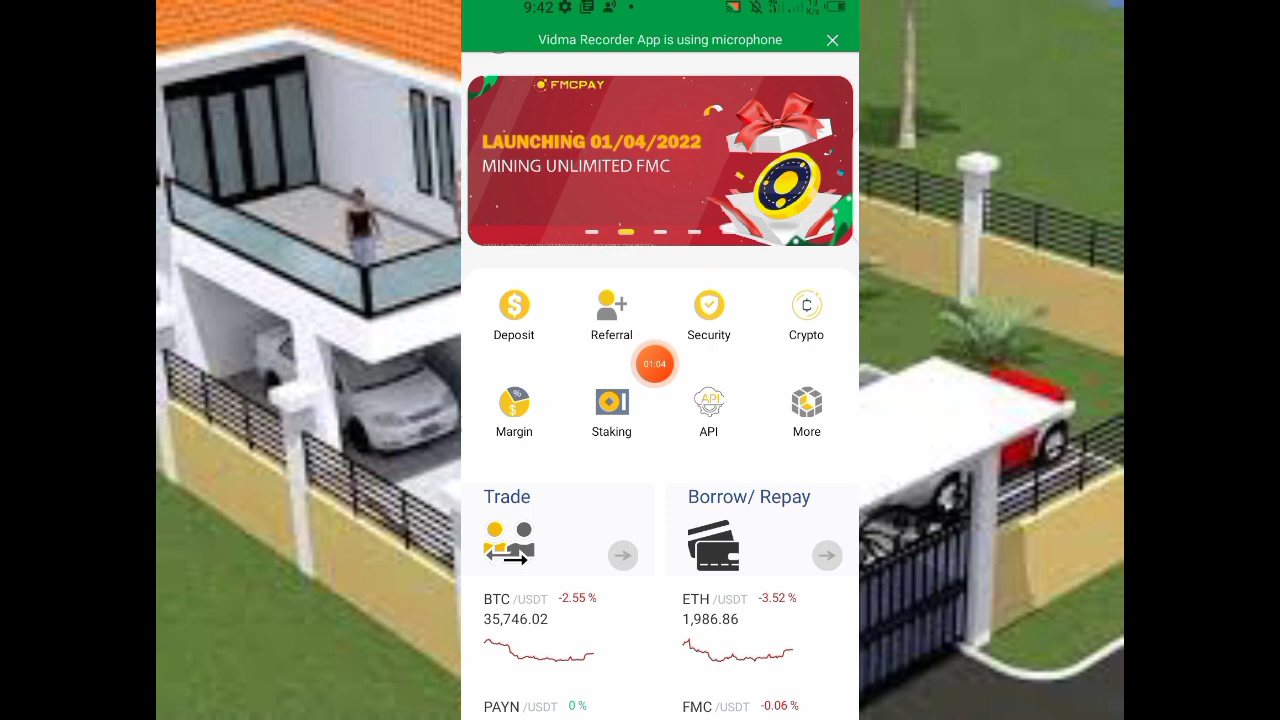 9:42
13
K/s
Vidma Recorder App is using microphone
FMCPAY
LAUNCHING 01/04/2022
MINING UNLIMITED FMC
$
Deposit
Referral
Security
Crypto
01:04
%
$
API
Margin
Staking
API
More
Trade
Borrow/ Repay
BTC /USDT -2.55 %
35,746.02
ETH /USDT -3.52 %
1,986.86
PAYN /USDT 0 %
FMC /USDT -0.06 %